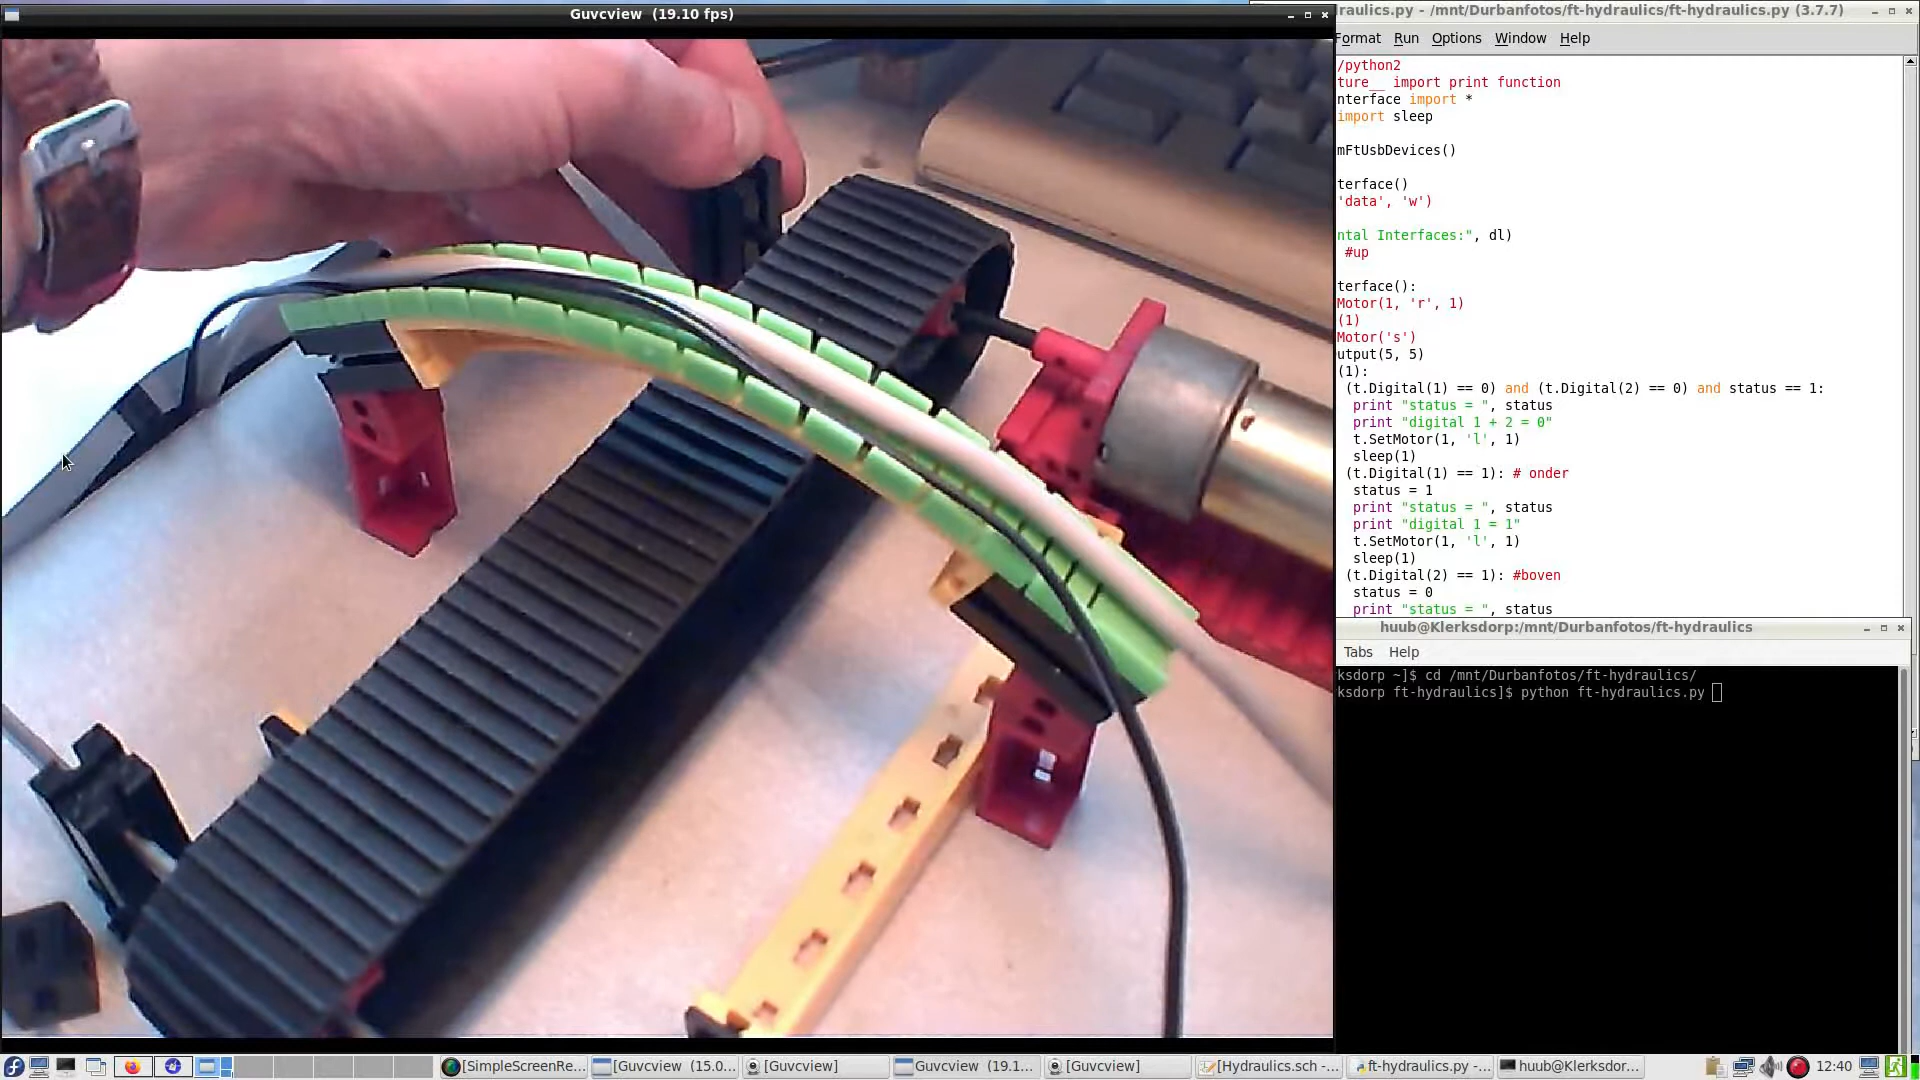 Guvcview (19.10 fps)
raulics.py - /mnt/Durbanfotos/ft-hydraulics/ft-hydraulics.py (3.7.7)
Format Run Options Window Help
/python2
ture__ import print function
nterface import *
import sleep
mFtUsbDevices()
terface()
'data', 'w')
ntal Interfaces:", dl)
#up
terface():
Motor(1, 'r', 1)
(1)
Motor('s')
utput(5, 5)
(1):
(t.Digital(1) == 0) and (t.Digital(2) == 0) and status == 1:
print "status = ", status
print "digital 1 + 2 = 0"
t.SetMotor(1, 'l', 1)
sleep(1)
(t.Digital(1) == 1): # onder
status = 1
print "status = ", status
print "digital 1 = 1"
t.SetMotor(1, 'l', 1)
sleep(1)
(t.Digital(2) == 1): #boven
status = 0
print "status = ", status
huub@Klerksdorp:/mnt/Durbanfotos/ft-hydraulics
Tabs Help
ksdorp ~]$ cd /mnt/Durbanfotos/ft-hydraulics/
ksdorp ft-hydraulics]$ python ft-hydraulics.py
[SimpleScreenRe... [Guvcview (15.0... [Guvcview] Guvcview (19.1... [Guvcview] [Hydraulics.sch -... ft-hydraulics.py -... huub@Klerksdor... 12:40